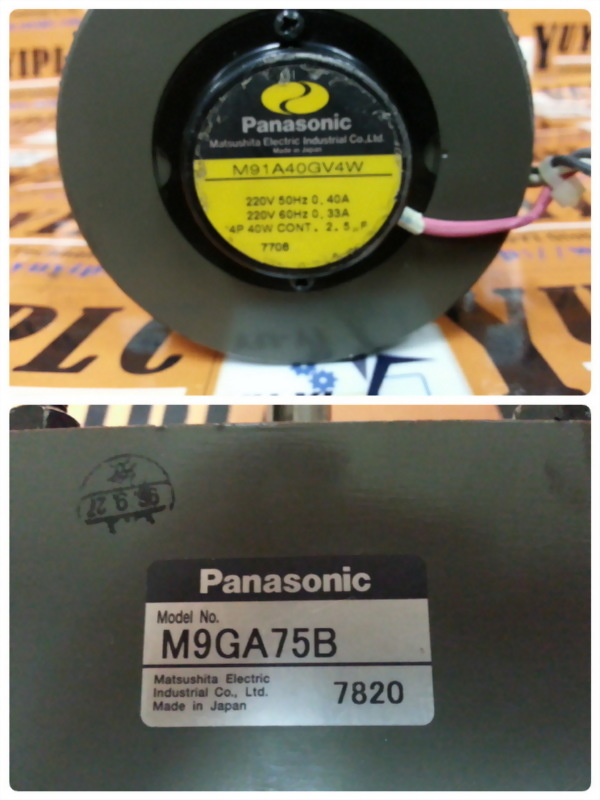 Panasonic
Matsushita Electric Industrial Co.,Ltd.
Made in Japan
M91A40GV4W
220V 50Hz 0.40A
220V 60Hz 0.33A
4P 40W CONT. 2.5μF
7708
PLC
Panasonic
Model No.
M9GA75B
Matsushita Electric
Industrial Co., Ltd.
Made in Japan
7820